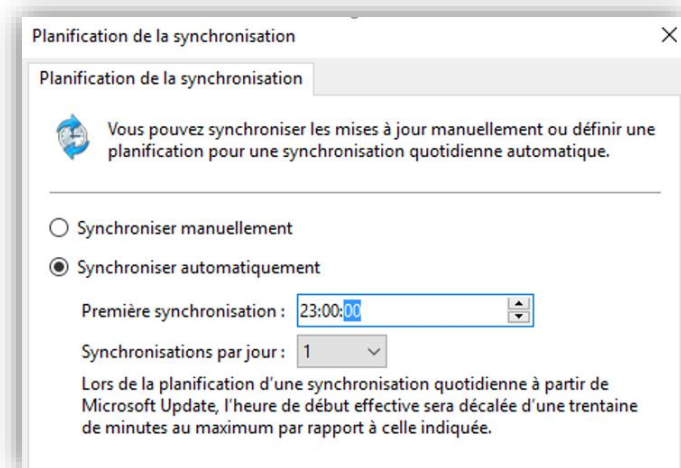 Planification de la synchronisation
Planification de la synchronisation
Vous pouvez synchroniser les mises à jour manuellement ou définir une
planification pour une synchronisation quotidienne automatique.
Synchroniser manuellement
Synchroniser automatiquement
Première synchronisation : 23:00:00
Synchronisations par jour : 1
Lors de la planification d'une synchronisation quotidienne à partir de
Microsoft Update, l'heure de début effective sera décalée d'une trentaine
de minutes au maximum par rapport à celle indiquée.